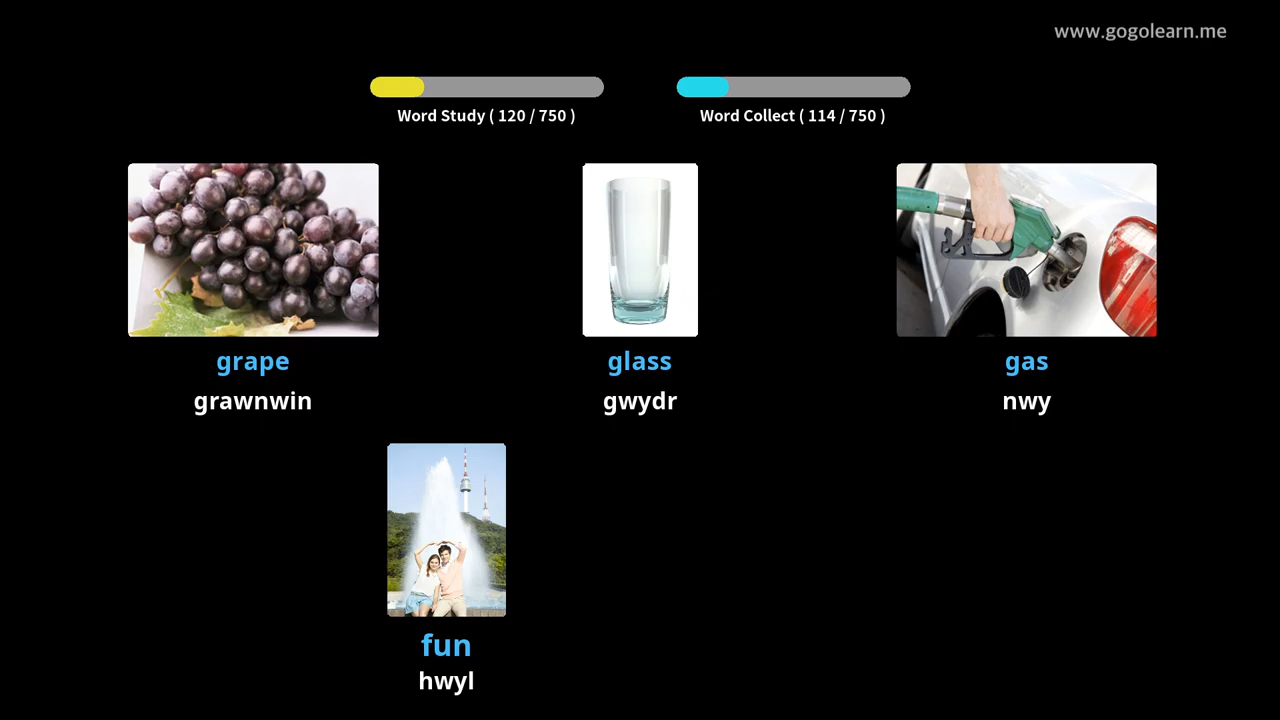 www.gogolearn.me
Word Study ( 120 / 750 )
Word Collect ( 114 / 750 )
grape
glass
gas
grawnwin
gwydr
nwy
fun
hwyl